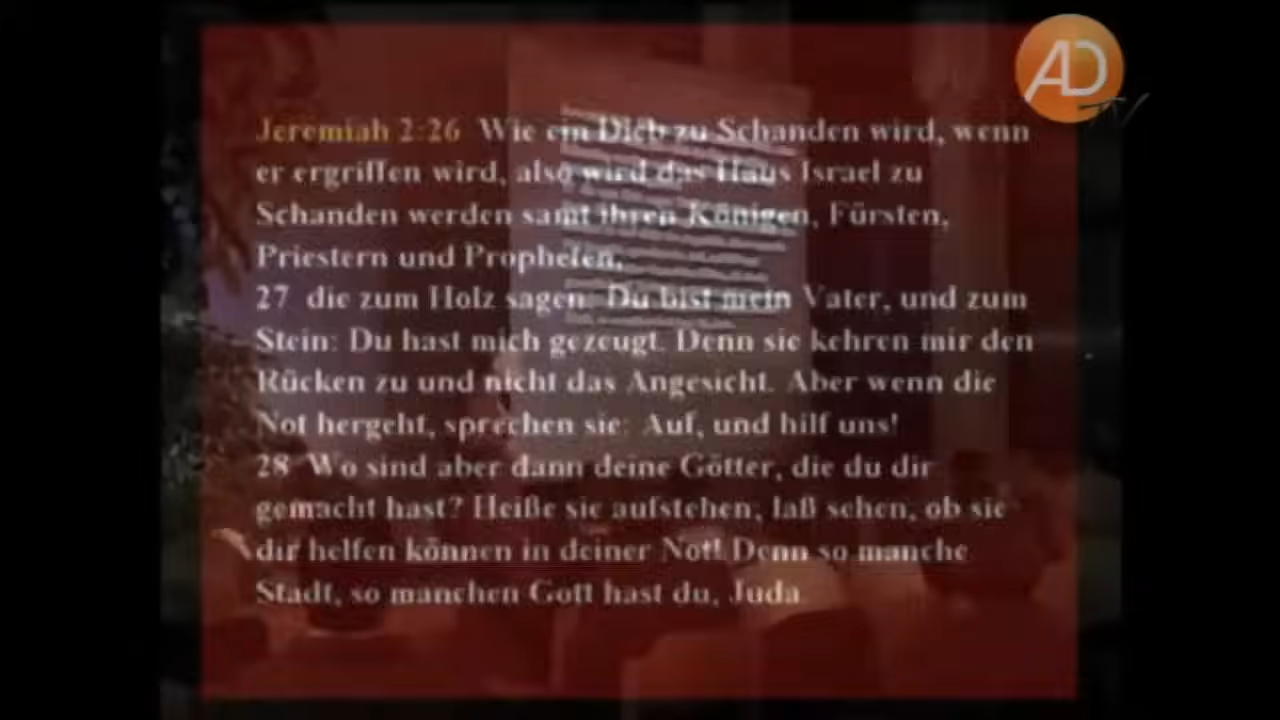 AD
TV
Jeremiah 2:26 Wie ein Dieb zu Schanden wird, wenn
er ergriffen wird, also wird das Haus Israel zu
Schanden werden samt ihren Königen, Fürsten,
Priestern und Propheten,
27 die zum Holz sagen: Du bist mein Vater, und zum
Stein: Du hast mich gezeugt. Denn sie kehren mir den
Rücken zu und nicht das Angesicht. Aber wenn die
Not hergeht, sprechen sie: Auf, und hilf uns!
28 Wo sind aber dann deine Götter, die du dir
gemacht hast? Heiße sie aufstehen; laß sehen, ob sie
dir helfen können in deiner Not! Denn so manche
Stadt, so manchen Gott hast du, Juda